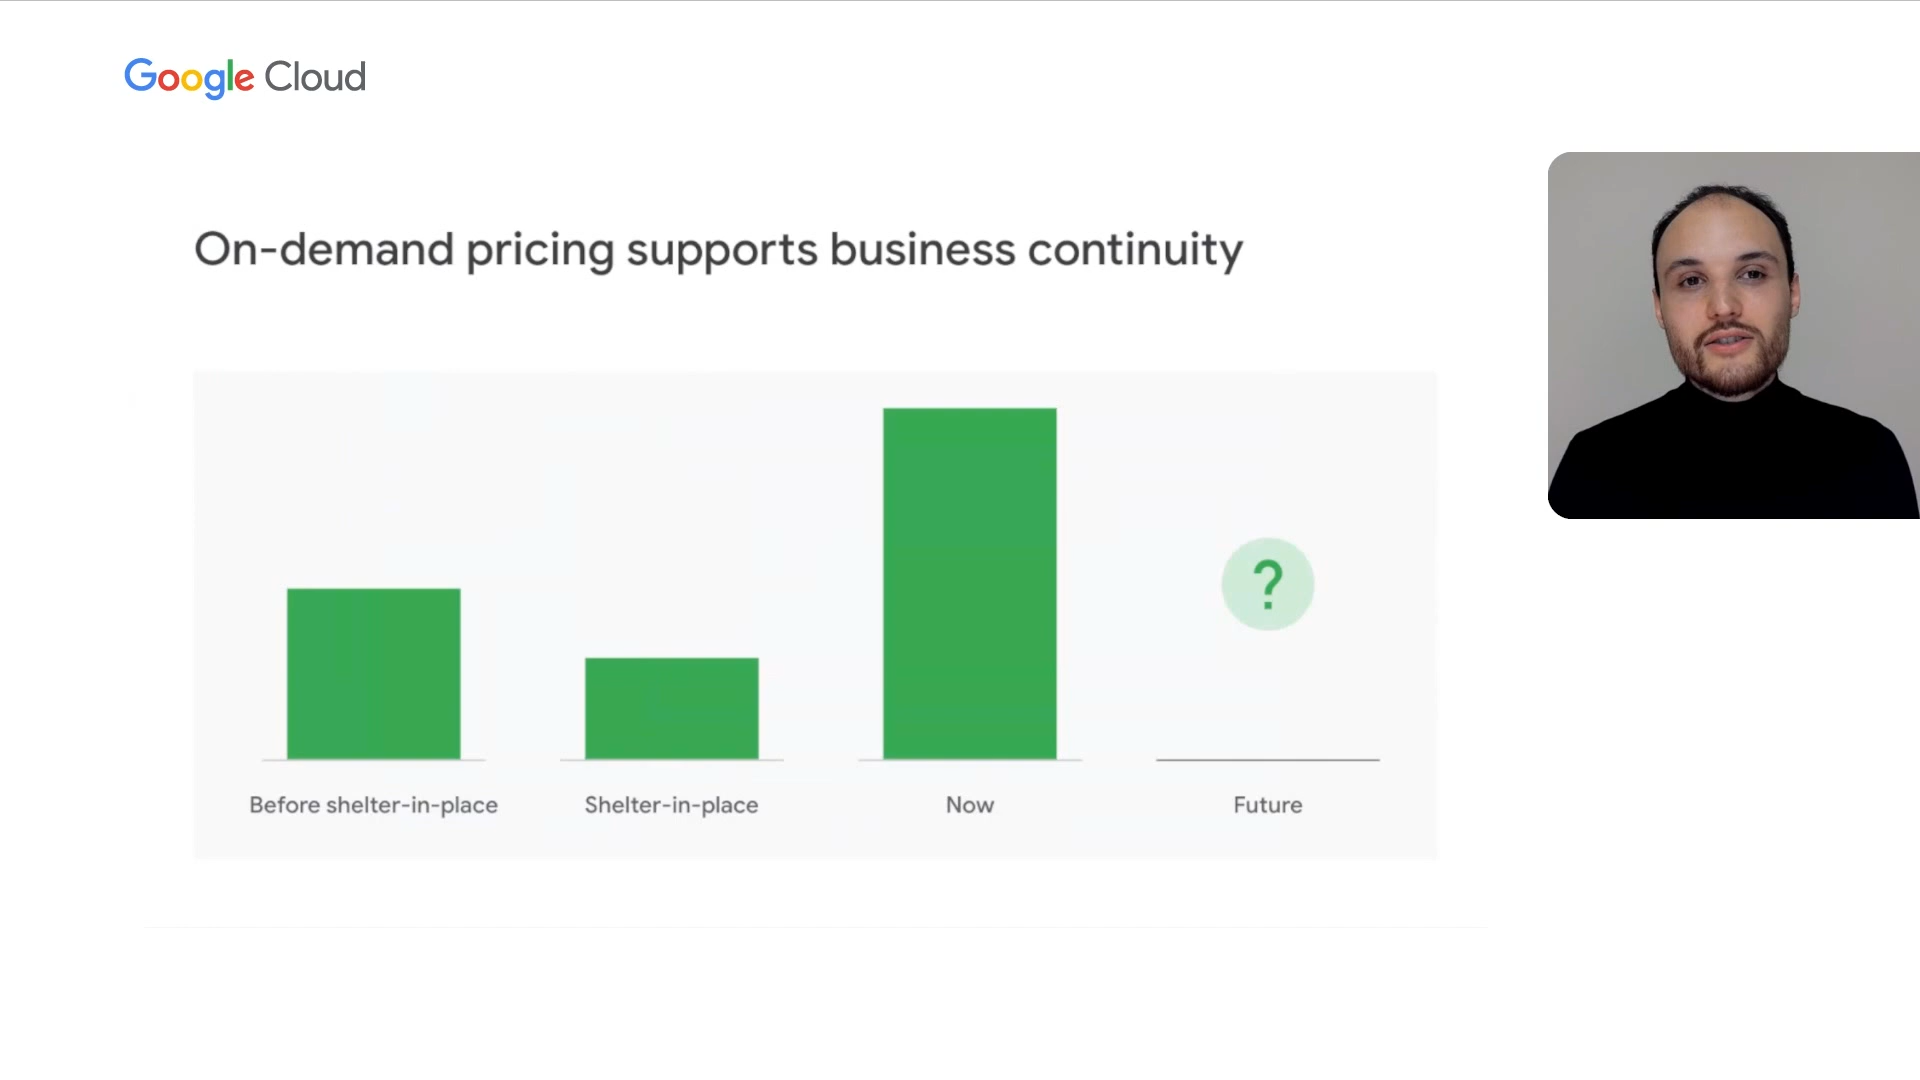 Google Cloud
On-demand pricing supports business continuity
?
Before shelter-in-place
Shelter-in-place
Now
Future